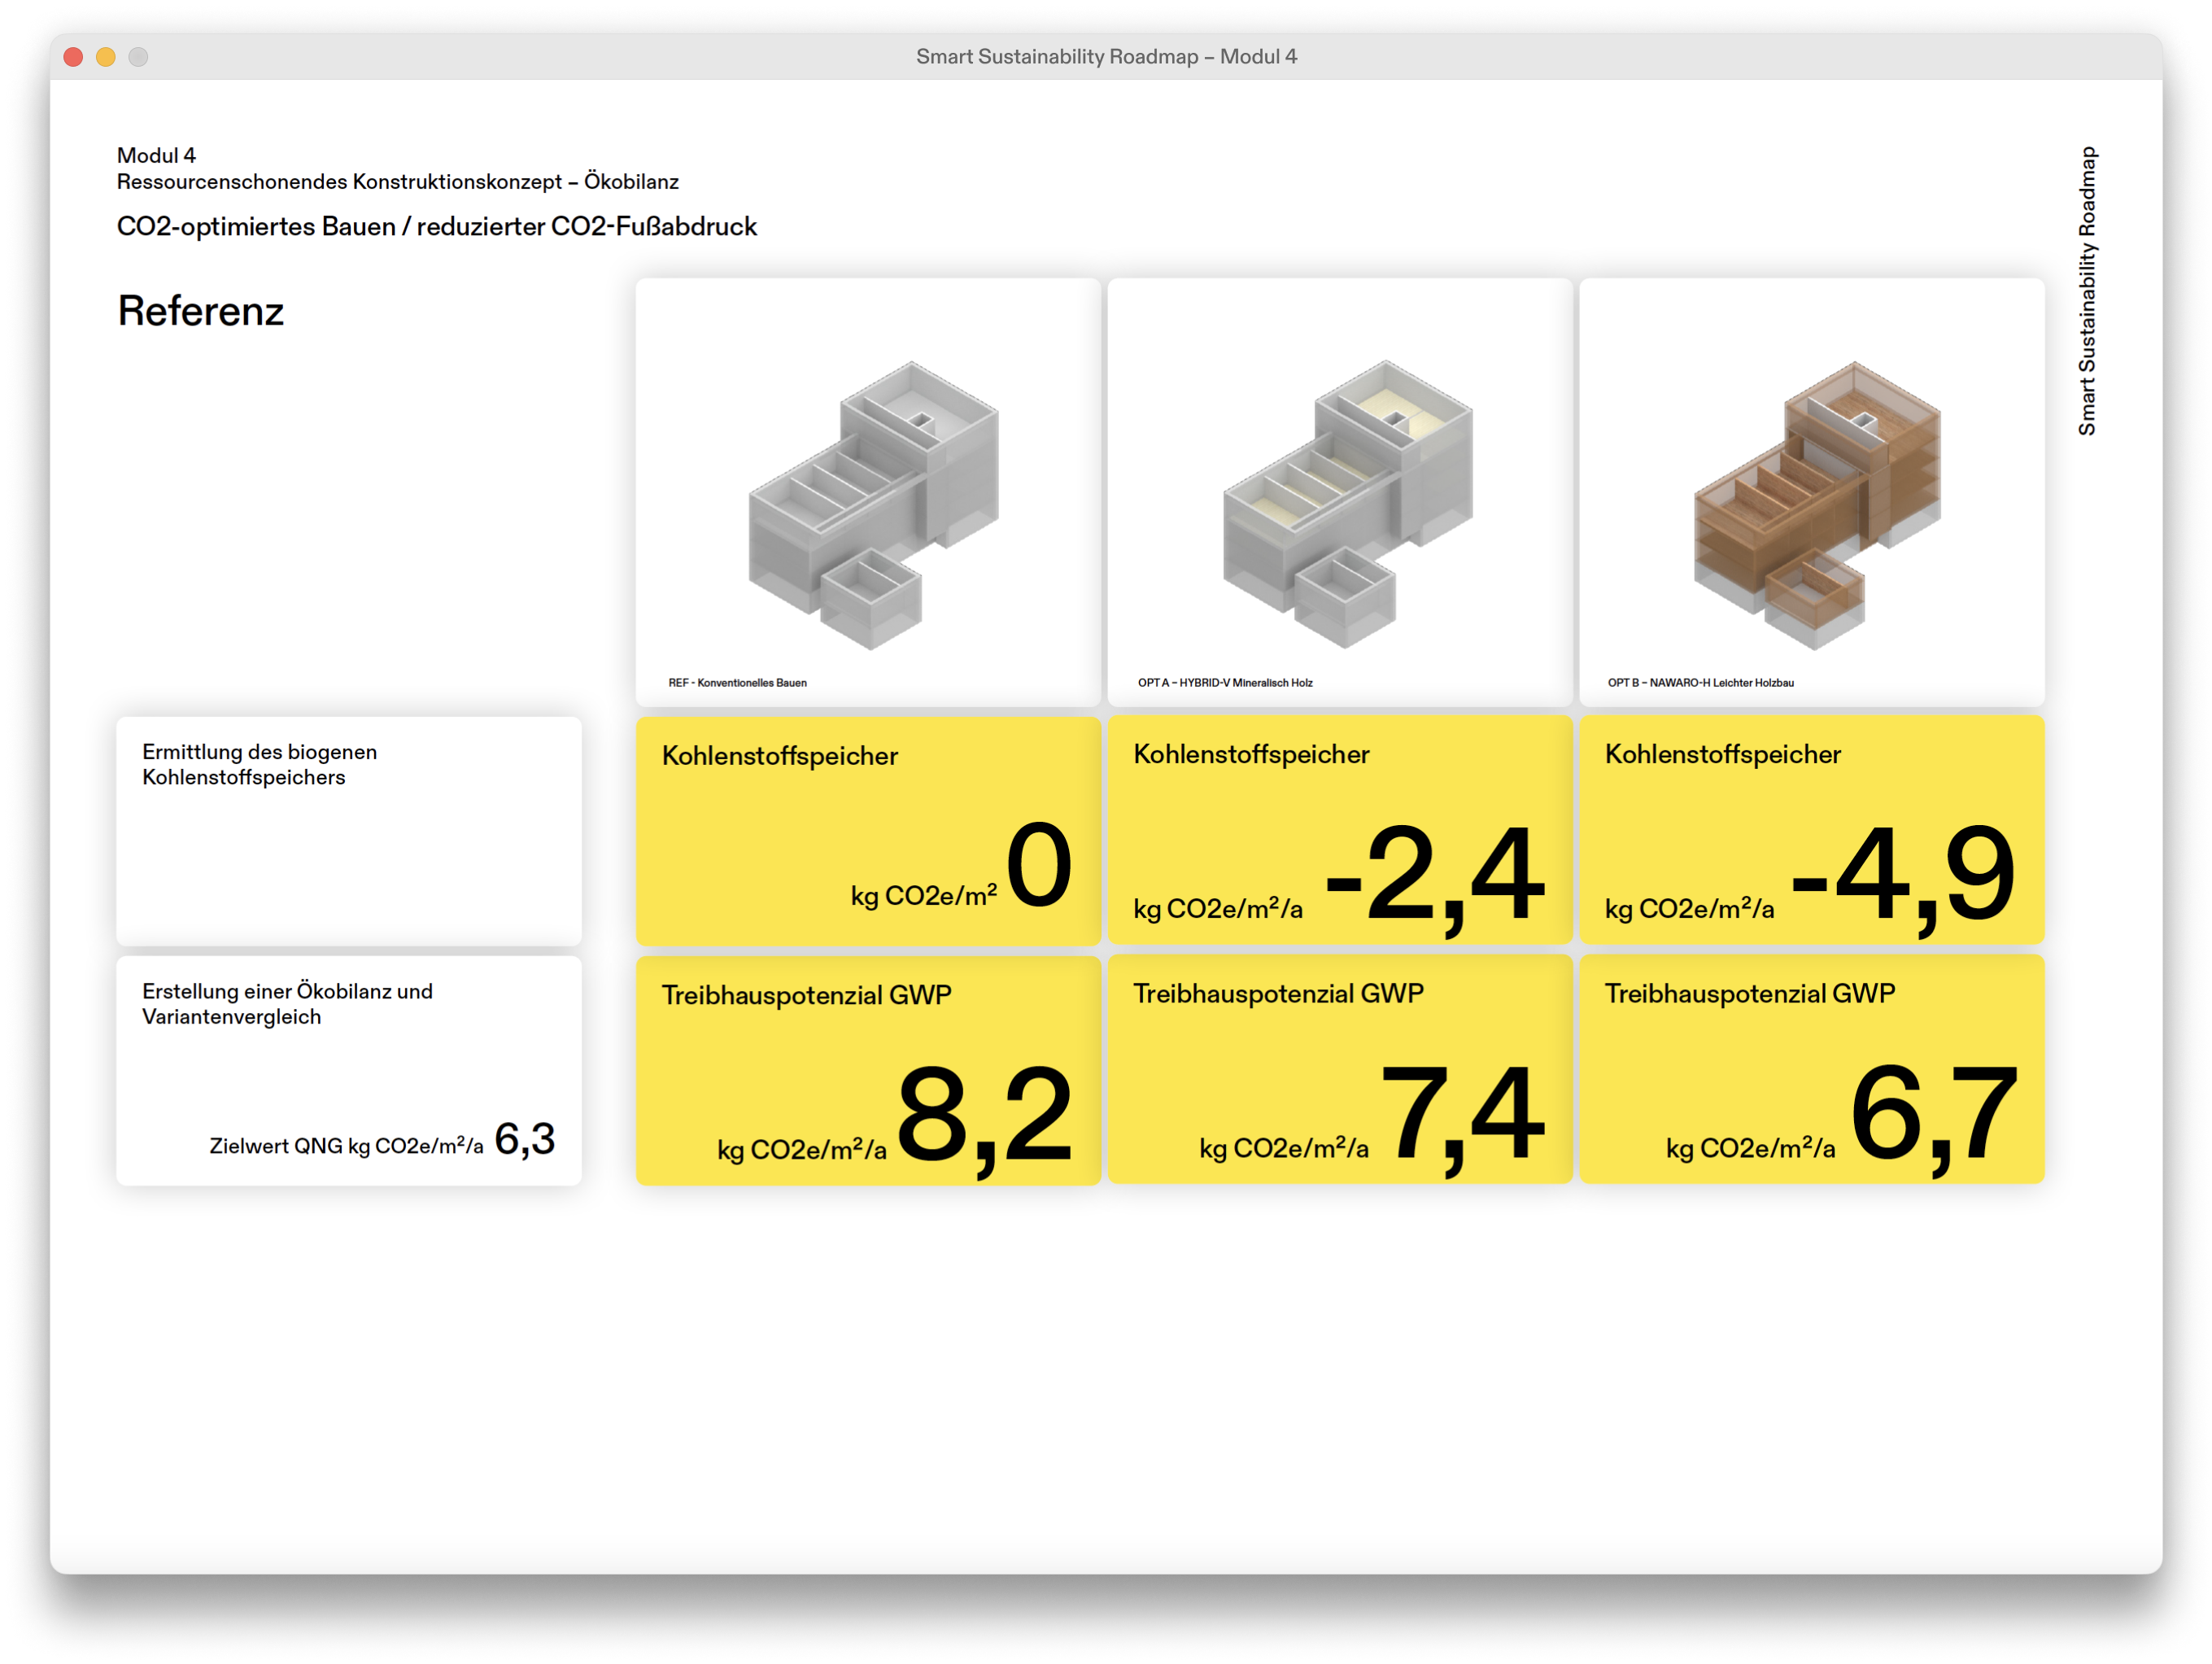 Smart Sustainability Roadmap – Modul 4
Modul 4
Ressourcenschonendes Konstruktionskonzept – Ökobilanz
CO2-optimiertes Bauen / reduzierter CO2-Fußabdruck
Smart Sustainability Roadmap
Referenz
REF - Konventionelles Bauen
OPT A – HYBRID-V Mineralisch Holz
OPT B – NAWARO-H Leichter Holzbau
Ermittlung des biogenen
Kohlenstoffspeichers
Kohlenstoffspeicher
kg CO2e/m² 0
Kohlenstoffspeicher
kg CO2e/m²/a -2,4
Kohlenstoffspeicher
kg CO2e/m²/a -4,9
Erstellung einer Ökobilanz und
Variantenvergleich
Zielwert QNG kg CO2e/m²/a 6,3
Treibhauspotenzial GWP
kg CO2e/m²/a 8,2
Treibhauspotenzial GWP
kg CO2e/m²/a 7,4
Treibhauspotenzial GWP
kg CO2e/m²/a 6,7